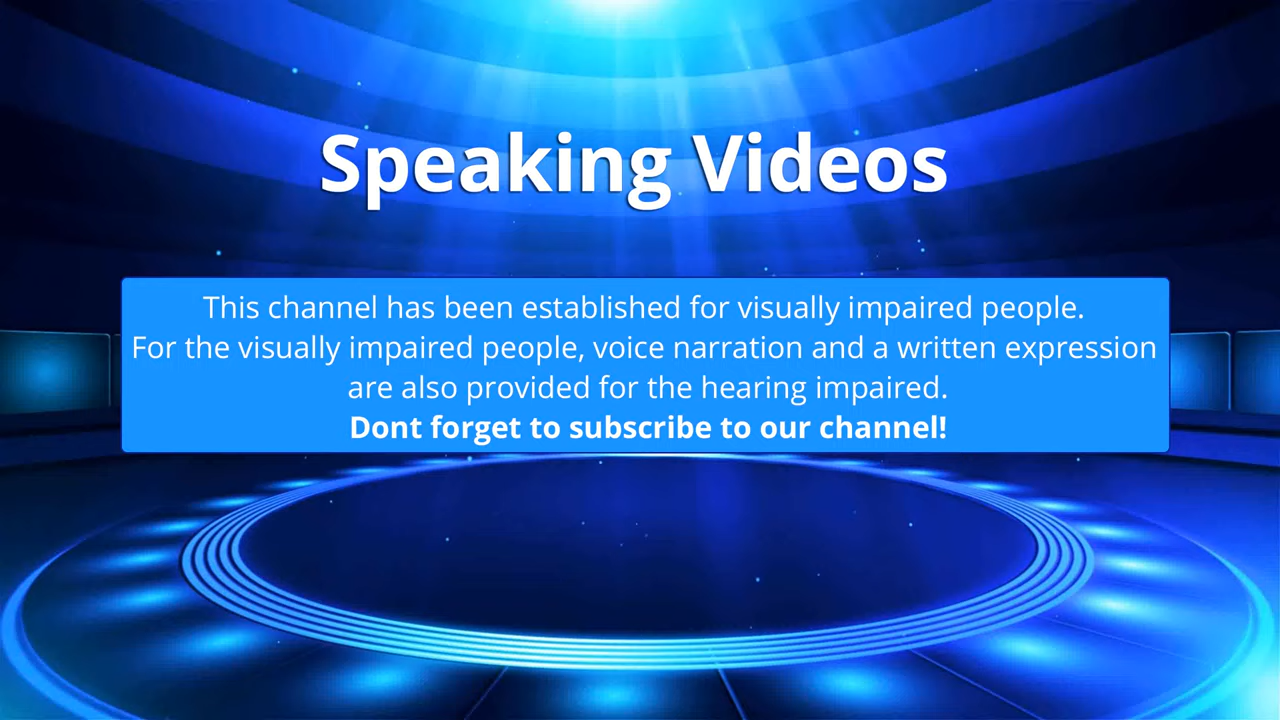 Speaking Videos
This channel has been established for visually impaired people.
For the visually impaired people, voice narration and a written expression
are also provided for the hearing impaired.
Dont forget to subscribe to our channel!